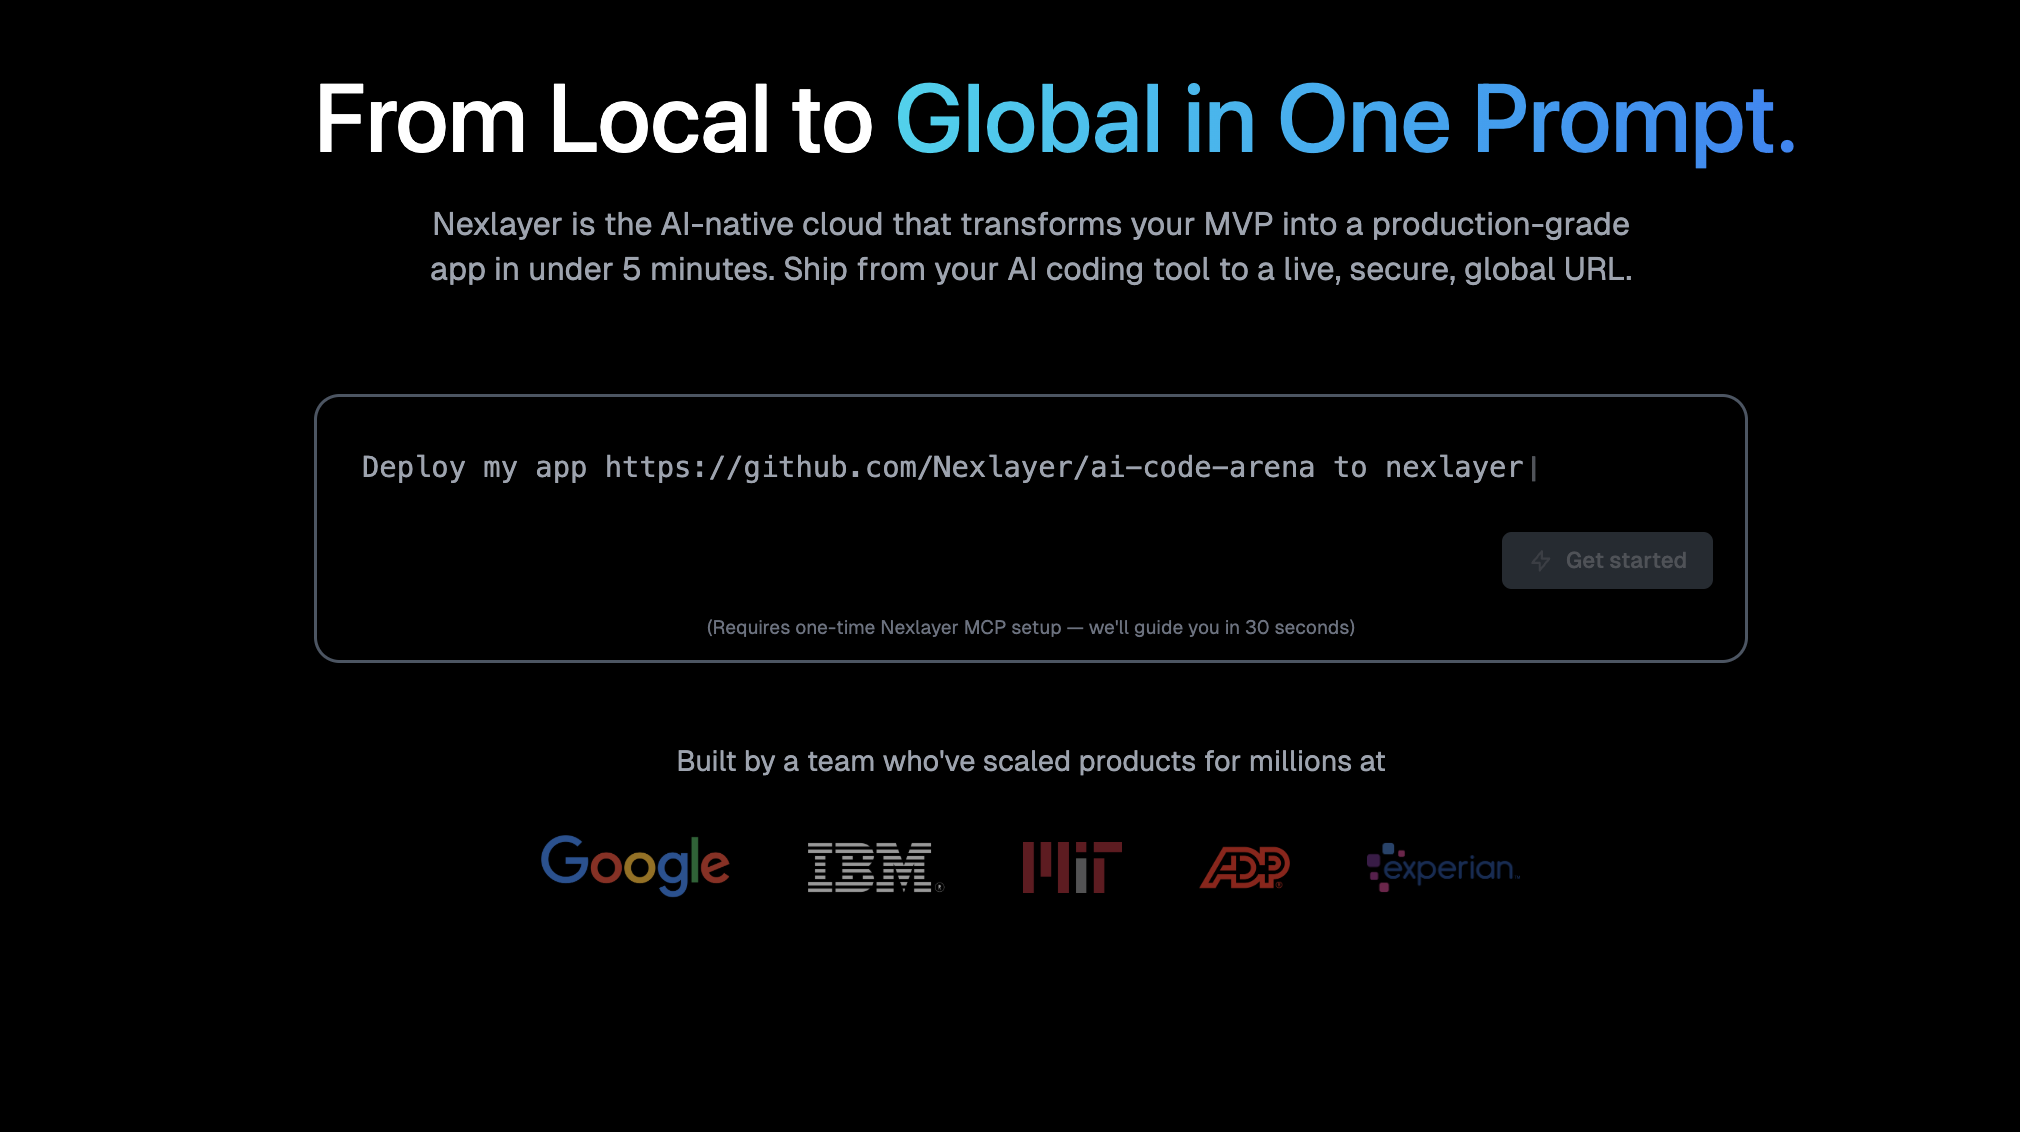 From Local to Global in One Prompt.
Nexlayer is the AI-native cloud that transforms your MVP into a production-grade
app in under 5 minutes. Ship from your AI coding tool to a live, secure, global URL.
Deploy my app https://github.com/Nexlayer/ai-code-arena to nexlayer|
Get started
(Requires one-time Nexlayer MCP setup — we'll guide you in 30 seconds)
Built by a team who've scaled products for millions at
Google IBM® MIT ADP® experian.